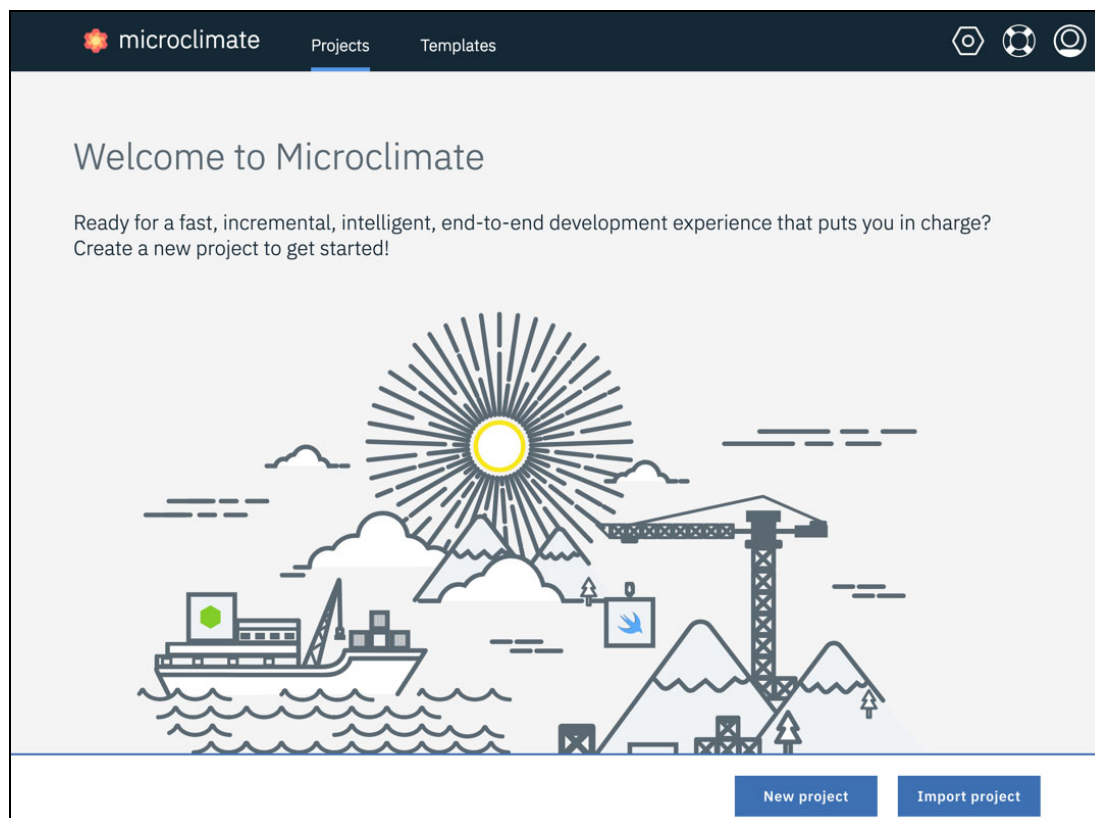 microclimate
Projects
Templates
Welcome to Microclimate
Ready for a fast, incremental, intelligent, end-to-end development experience that puts you in charge?
Create a new project to get started!
New project
Import project